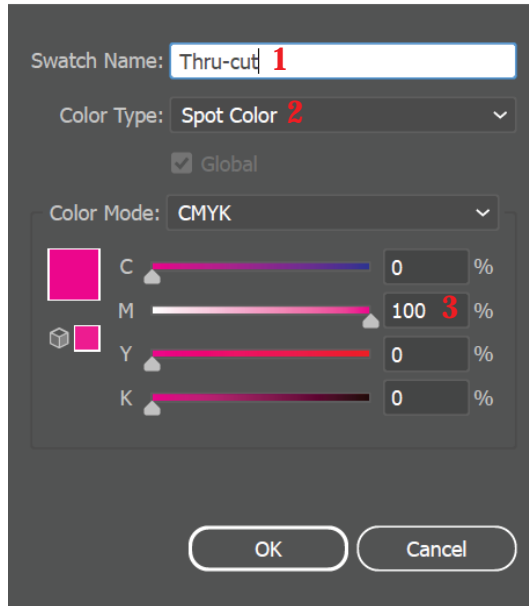 Swatch Name: Thru-cut 1
Color Type: Spot Color 2
Global
Color Mode: CMYK
C 0 %
M 100 3 %
Y 0 %
K 0 %
OK Cancel